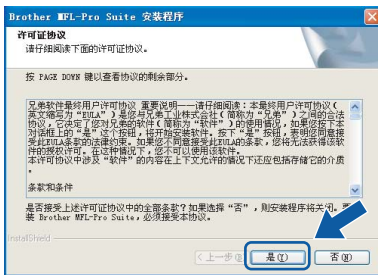 Brother MFL-Pro Suite 安装程序
许可证协议
请仔细阅读下面的许可证协议。
按 PAGE DOWN 键以查看协议的剩余部分。
兄弟软件最终用户许可协议 重要说明——请仔细阅读：本最终用户许可协议（
英文缩写为“EULA”）是您与兄弟工业株式会社（简称为“兄弟”）之间的合法
协议，它决定了您对兄弟的软件（简称为“软件”）的使用情况，如果您按下本
对话框上的“是”这个按钮，将开始安装软件。按下“是”按钮，表明您同意接
受此EULA条款的法律约束。如果您不同意接受此EULA的条款，您将无法获得该软
件的授权许可。在这种情况下，您不可以使用该软件。
本许可协议中涉及“软件”的内容在上下文允许的情况下还应包括存储它的介质
。
条款和条件
是否接受上述许可证协议中的全部条款？如果选择“否”，则安装程序将关闭。要
装 Brother MFL-Pro Suite，必须接受本协议。
InstallShield
<上一步(B)
是(Y)
否(N)